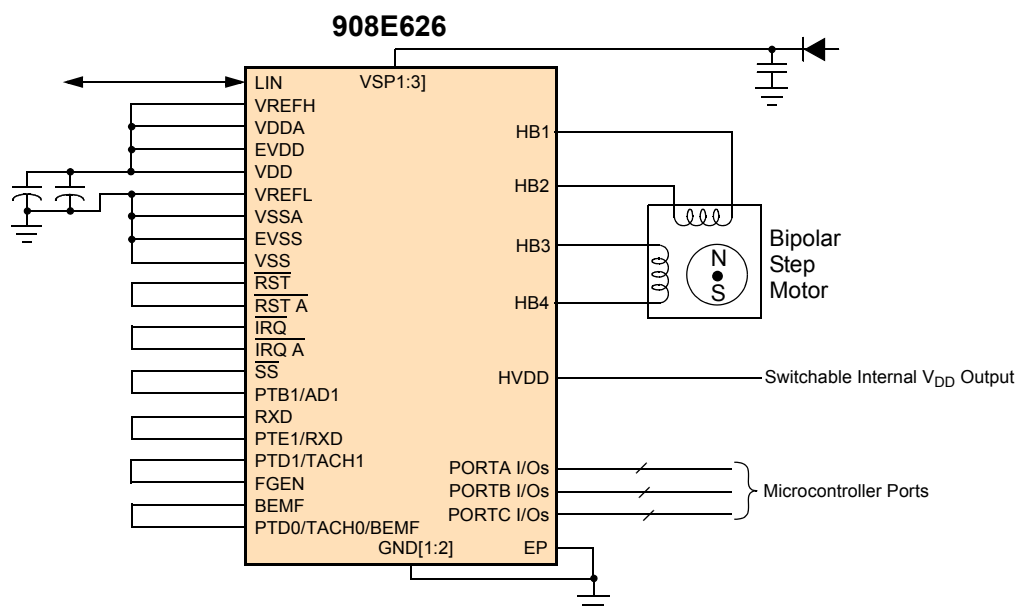 908E626
VSP1:3]
LIN
VREFH
VDDA
EVDD
VDD
VREFL
VSSA
EVSS
VSS
RST
RST A
IRQ
IRQ A
SS
PTB1/AD1
RXD
PTE1/RXD
PTD1/TACH1
FGEN
BEMF
PTD0/TACH0/BEMF
GND[1:2]
EP
HB1
HB2
HB3
HB4
HVDD
PORTA I/Os
PORTB I/Os
PORTC I/Os
N
S
Bipolar
Step
Motor
Switchable Internal VDD Output
Microcontroller Ports